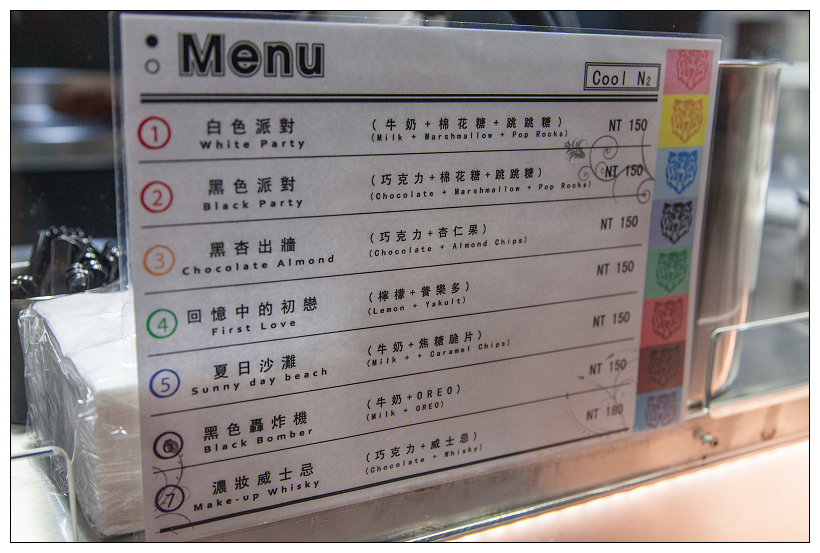 Menu
Cool N₂
1 白色派對 (牛奶+棉花糖+跳跳糖) NT 150
White Party (Milk + Marshmallow + Pop Rocks)
2 黑色派對 (巧克力+棉花糖+跳跳糖) NT 150
Black Party (Chocolate + Marshmallow + Pop Rocks)
3 黑杏出牆 (巧克力+杏仁果) NT 150
Chocolate Almond (Chocolate + Almond Chips)
4 回憶中的初戀 (檸檬+養樂多) NT 150
First Love (Lemon + Yakult)
5 夏日沙灘 (牛奶+焦糖脆片) NT 150
Sunny day beach (Milk + + Caramel Chips)
6 黑色轟炸機 (牛奶+OREO) NT 150
Black Bomber (Milk + OREO)
7 濃妝威士忌 (巧克力+威士忌) NT 180
Make-up Whisky (Chocolate + Whisky)